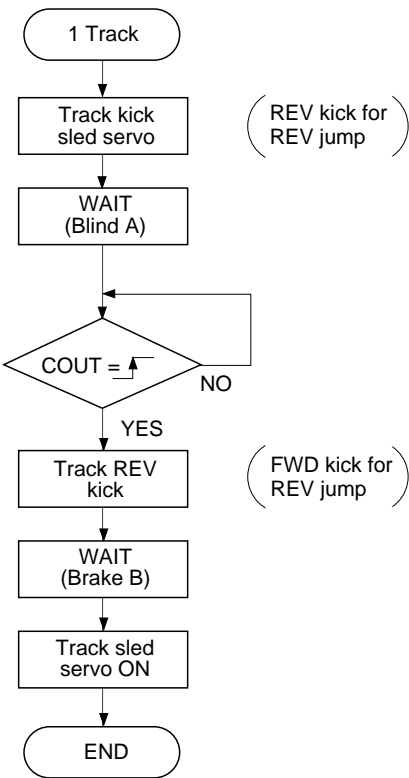 1 Track
Track kick
sled servo
REV kick for
REV jump
WAIT
(Blind A)
COUT =
NO
YES
Track REV
kick
FWD kick for
REV jump
WAIT
(Brake B)
Track sled
servo ON
END